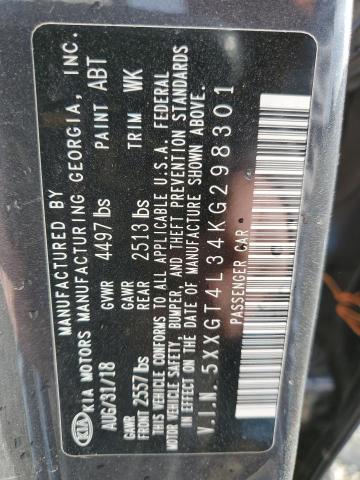 MANUFACTURED BY
KIA KIA MOTORS MANUFACTURING GEORGIA, INC.
AUG/31/18 GVWR 4497 lbs PAINT ABT
GAWR FRONT 2557 lbs GAWR REAR 2513 lbs TRIM WK
THIS VEHICLE CONFORMS TO ALL APPLICABLE U.S.A. FEDERAL
MOTOR VEHICLE SAFETY, BUMPER, AND THEFT PREVENTION STANDARDS
IN EFFECT ON THE DATE OF MANUFACTURE SHOWN ABOVE.
V.I.N. 5XXGT4L34KG298301
PASSENGER CAR